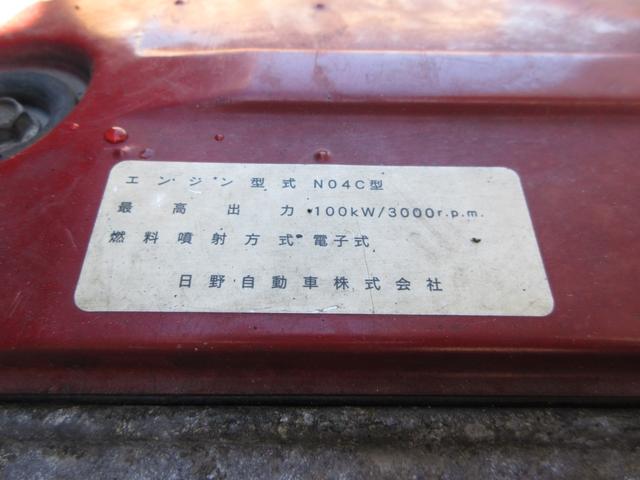 エンジン型式 N04C型
最高出力 100kW/3000r.p.m.
燃料噴射方式 電子式
日野自動車株式会社